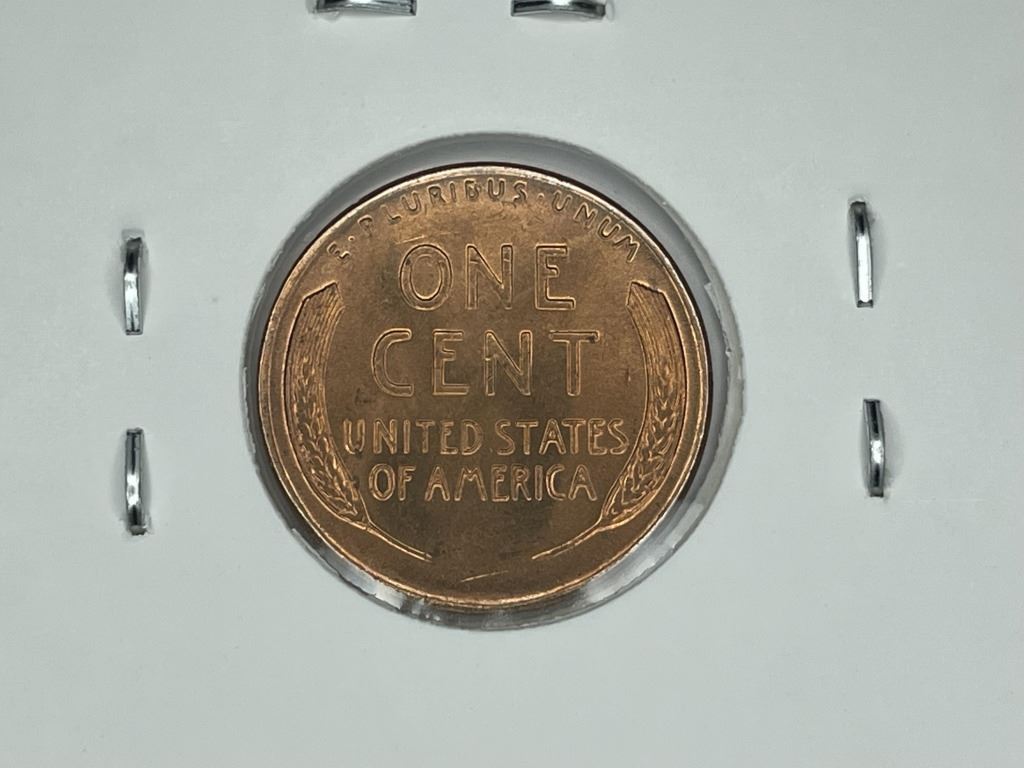 E·PLURIBUS·UNUM
ONE
CENT
UNITED STATES
OF AMERICA